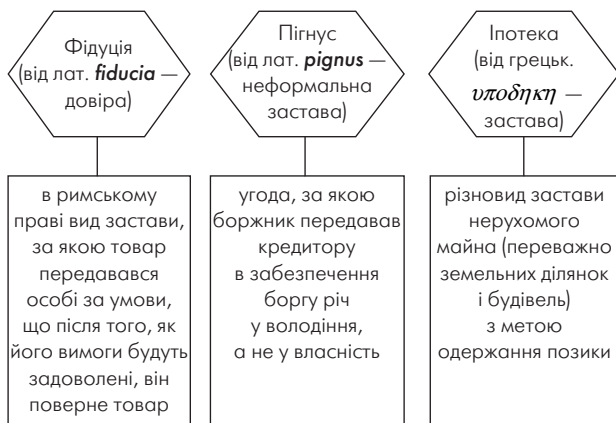 Фідуція
(від лат. fiducia —
довіра)
в римському
праві вид застави,
за якою товар
передавався
особі за умови,
що після того, як
його вимоги будуть
задоволені, він
поверне товар
Пігнус
(від лат. pignus —
неформальна
застава)
угода, за якою
боржник передавав
кредитору
в забезпечення
боргу річ
у володіння,
а не у власність
Іпотека
(від грецьк.
υποδηκη —
застава)
різновид застави
нерухомого
майна (переважно
земельних ділянок
і будівель)
з метою
одержання позики